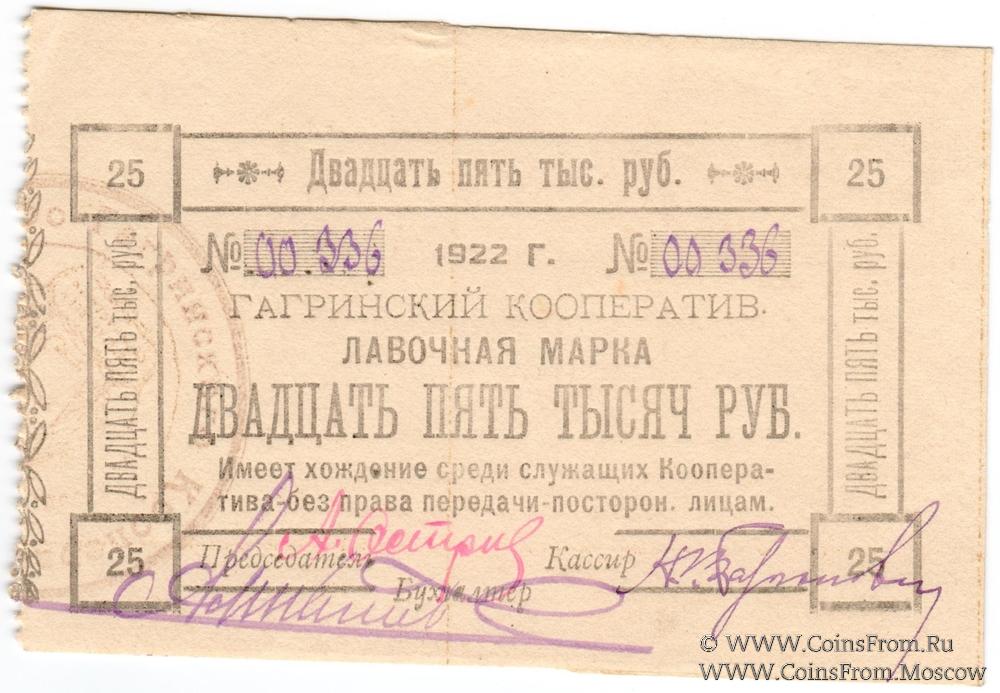 25 Двадцать пять тыс. руб. 25
№ 00 336 1922 Г. № 00 336
ГАГРИНСКИЙ КООПЕРАТИВ.
ЛАВОЧНАЯ МАРКА
ДВАДЦАТЬ ПЯТЬ ТЫСЯЧ РУБ.
Имеет хождение среди служащих Коопера-
тива-без права передачи-посторон. лицам.
ДВАДЦАТЬ ПЯТЬ ТЫС. РУБ.
ДВАДЦАТЬ ПЯТЬ ТЫС. РУБ.
25 Председатель Кассир 25
Бухгалтер
© www.CoinsFrom.Ru
www.CoinsFrom.Moscow